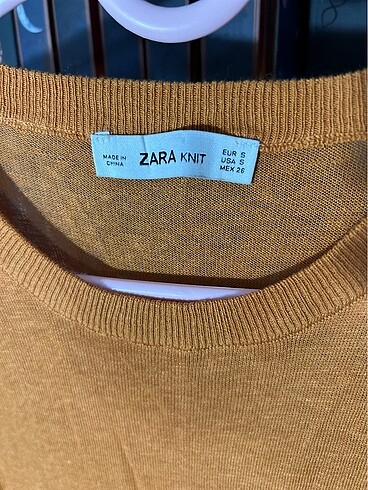 MADE IN
CHINA
ZARA KNIT
EUR S
USA S
MEX 26